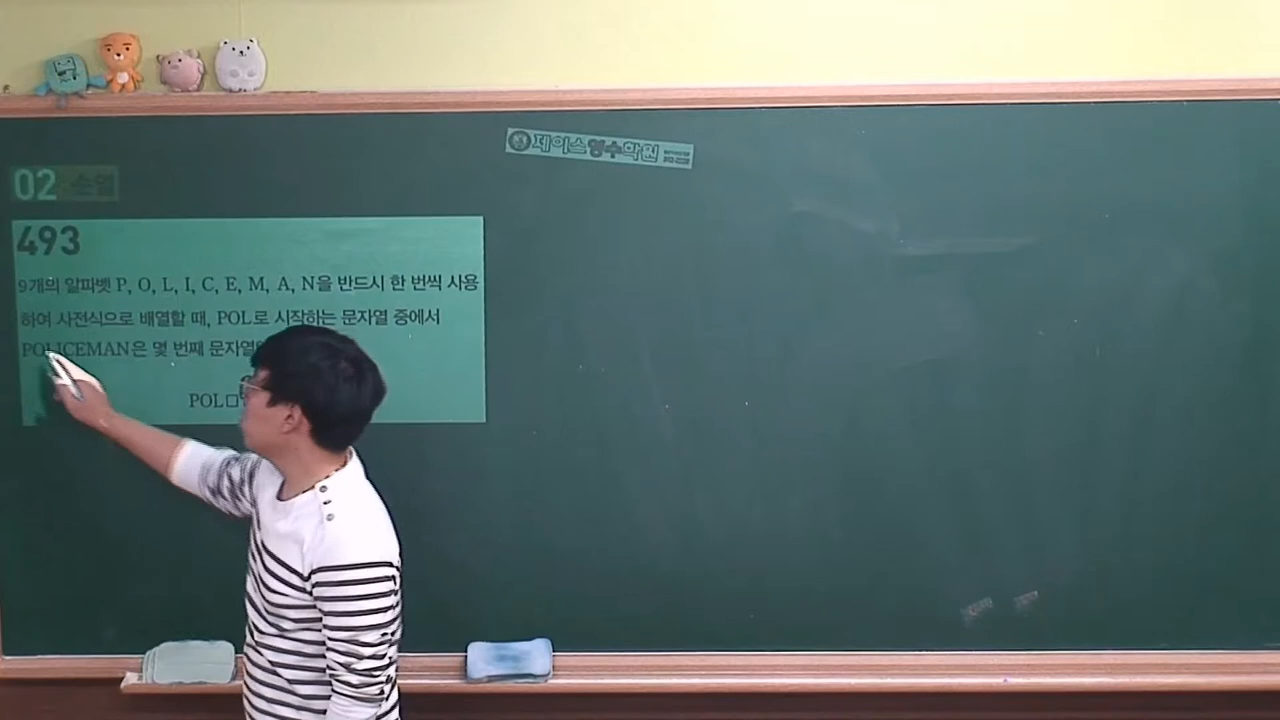 제이스영수학원
02 순열
493
9개의 알파벳 P, O, L, I, C, E, M, A, N을 반드시 한 번씩 사용
하여 사전식으로 배열할 때, POL로 시작하는 문자열 중에서
POLICEMAN은 몇 번째 문자열
POL□